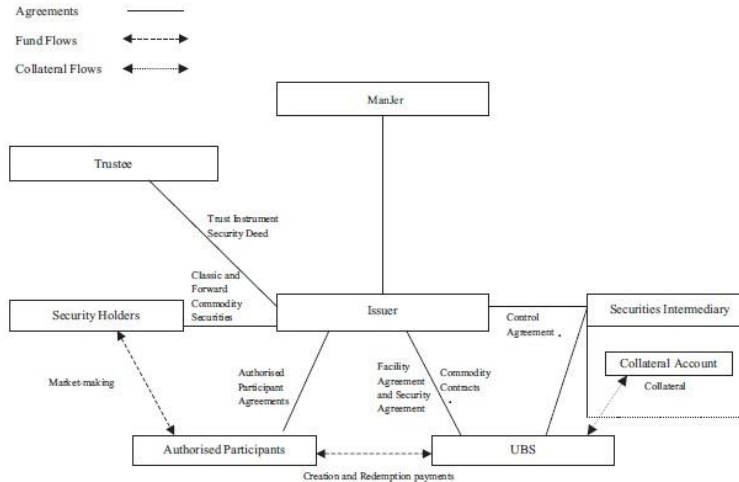 Agreements
Fund Flows
Collateral Flows
ManJer
Trustee
Trust Instrument
Security Deed
Classic and
Forward
Commodity
Securities
Security Holders
Issuer
Securities Intermediary
Control
Agreement .
Collateral Account
Collateral
Market-making
Authorised
Participant
Agreements
Facility
Agreement
and Security
Agreement
Commodity
Contracts
Authorised Participants
UBS
Creation and Redemption payments